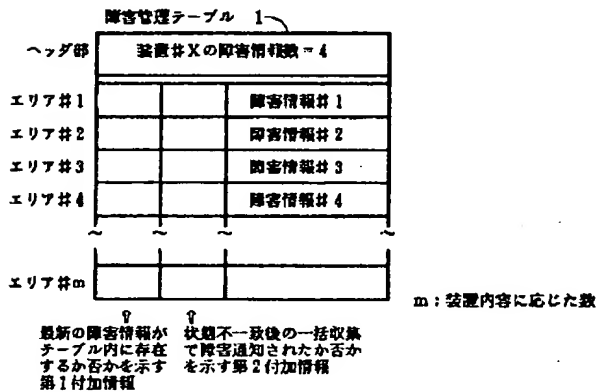 障害管理テーブル 1
ヘッダ部 装置#Xの障害情報数=4
エリア#1 障害情報#1
エリア#2 障害情報#2
エリア#3 障害情報#3
エリア#4 障害情報#4
エリア#m
m:装置内容に応じた数
最新の障害情報が
テーブル内に存在
するか否かを示す
第1付加情報
状態不一致後の一括収集
で障害通知されたか否か
を示す第2付加情報